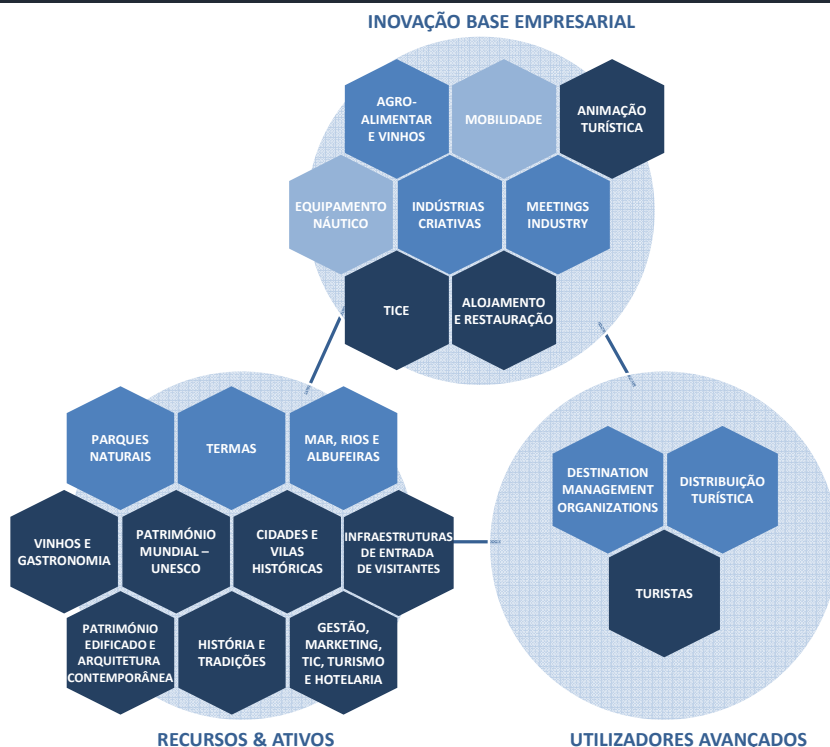 INOVAÇÃO BASE EMPRESARIAL
AGRO-
ALIMENTAR
E VINHOS
MOBILIDADE
ANIMAÇÃO
TURÍSTICA
EQUIPAMENTO
NÁUTICO
INDÚSTRIAS
CRIATIVAS
MEETINGS
INDUSTRY
TICE
ALOJAMENTO
E RESTAURAÇÃO
PARQUES
NATURAIS
TERMAS
MAR, RIOS E
ALBUFEIRAS
VINHOS E
GASTRONOMIA
PATRIMÓNIO
MUNDIAL –
UNESCO
CIDADES E
VILAS
HISTÓRICAS
INFRAESTRUTURAS
DE ENTRADA
DE VISITANTES
PATRIMÓNIO
EDIFICADO E
ARQUITETURA
CONTEMPORÂNEA
HISTÓRIA E
TRADIÇÕES
GESTÃO,
MARKETING,
TIC, TURISMO
E HOTELARIA
RECURSOS & ATIVOS
DESTINATION
MANAGEMENT
ORGANIZATIONS
DISTRIBUIÇÃO
TURÍSTICA
TURISTAS
UTILIZADORES AVANÇADOS